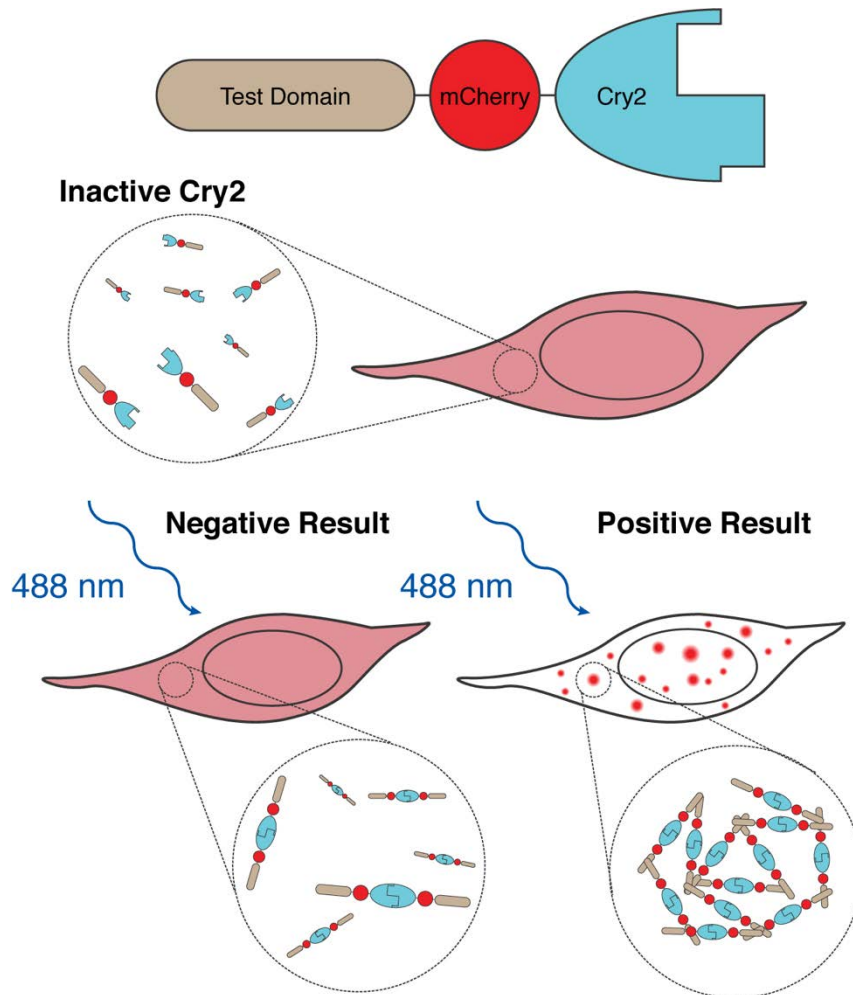 Test Domain
mCherry
Cry2
Inactive Cry2
Negative Result
Positive Result
488 nm
488 nm